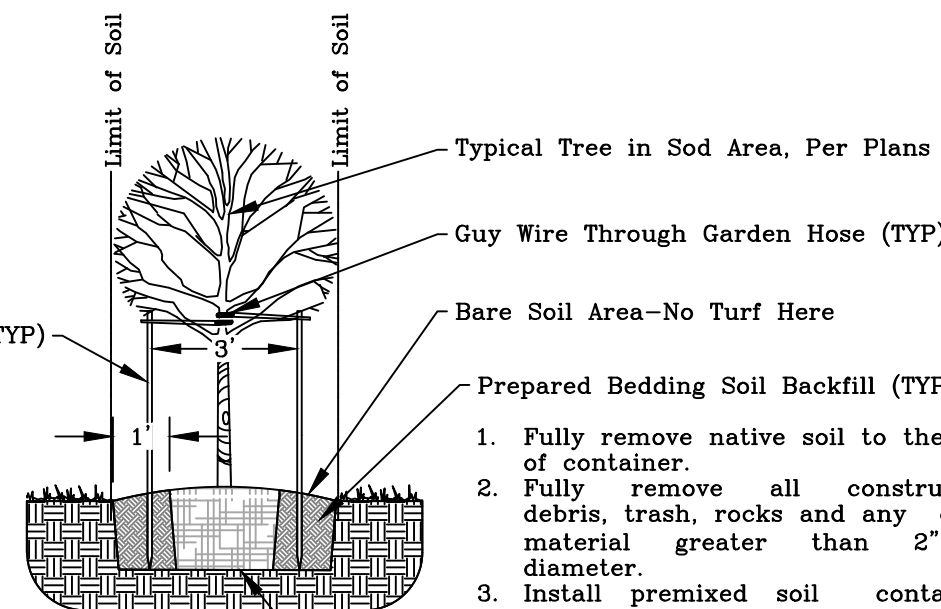 Limit of Soil
Limit of Soil
Typical Tree in Sod Area, Per Plans
Guy Wire Through Garden Hose (TYP)
TYP)
Bare Soil Area-No Turf Here
3'
1'
Prepared Bedding Soil Backfill (TYP
1. Fully remove native soil to the
of container.
2. Fully remove all
debris, trash, rocks and any
material greater than 2"
diameter.
3. Install premixed soil